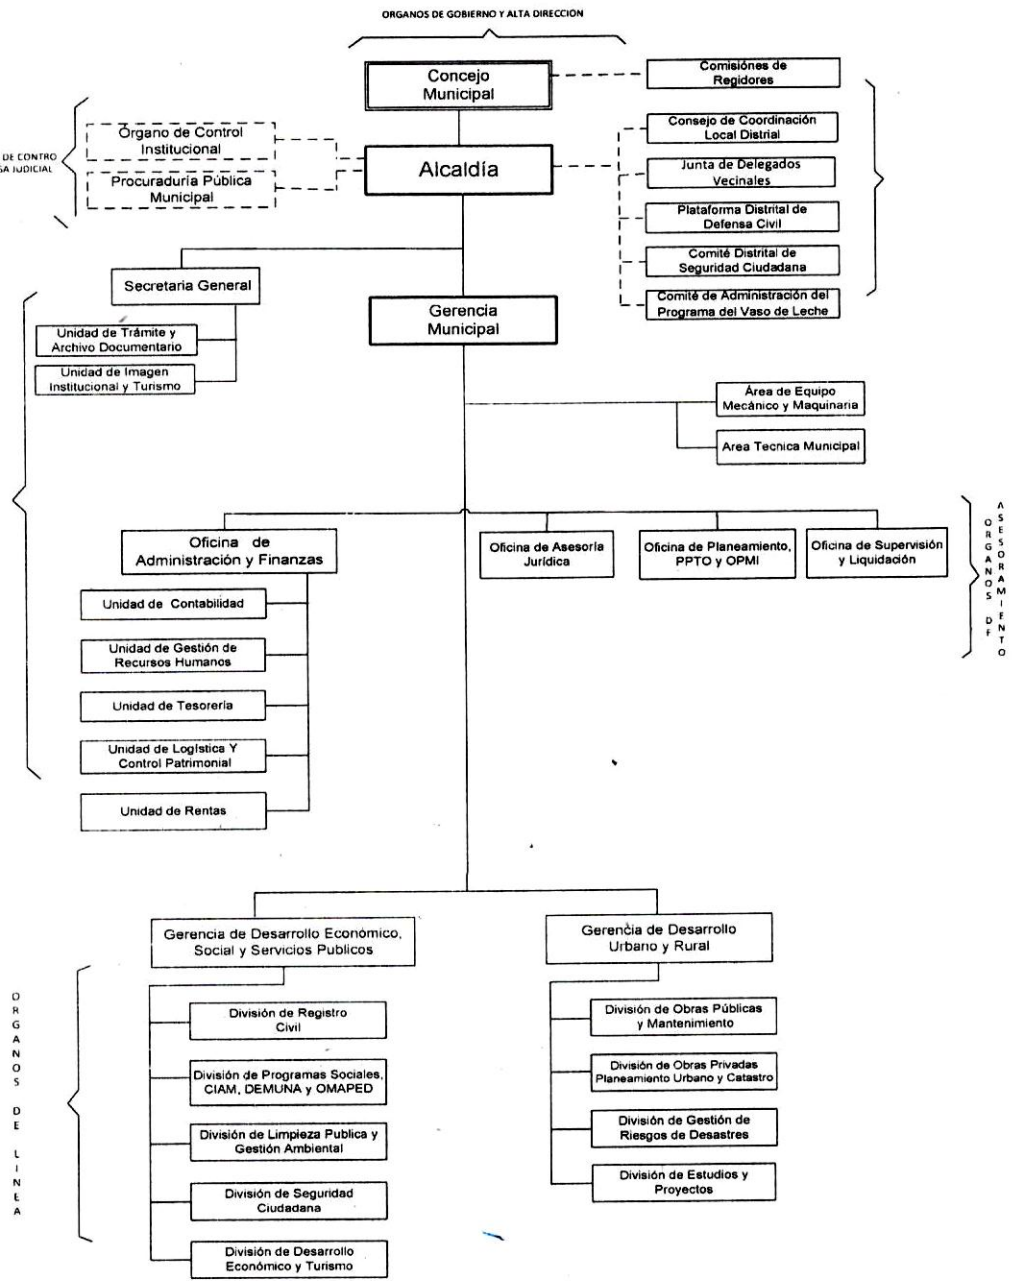 ORGANOS DE GOBIERNO Y ALTA DIRECCION
Concejo
Municipal
Comisiónes de
Regidores
Órgano de Control
Institucional
Procuraduría Pública
Municipal
DE CONTRO
SA JUDICIAL
Alcaldía
Consejo de Coordinación
Local Distrial
Junta de Delegados
Vecinales
Plataforma Distrital de
Defensa Civil
Comité Distrital de
Seguridad Ciudadana
Comité de Administración del
Programa del Vaso de Leche
Secretaria General
Unidad de Trámite y
Archivo Documentario
Unidad de Imagen
Institucional y Turismo
Gerencia
Municipal
Área de Equipo
Mecánico y Maquinaria
Area Tecnica Municipal
Oficina de
Administración y Finanzas
Oficina de Asesoría
Jurídica
Oficina de Planeamiento,
PPTO y OPMI
Oficina de Supervisión
y Liquidación
ORGANOS DE
ASESORAMIENTO
Unidad de Contabilidad
Unidad de Gestión de
Recursos Humanos
Unidad de Tesorería
Unidad de Logística Y
Control Patrimonial
Unidad de Rentas
Gerencia de Desarrollo Económico,
Social y Servicios Publicos
Gerencia de Desarrollo
Urbano y Rural
ORGANOS DE LINEA
División de Registro
Civil
División de Programas Sociales,
CIAM, DEMUNA y OMAPED
División de Limpieza Publica y
Gestión Ambiental
División de Seguridad
Ciudadana
División de Desarrollo
Económico y Turismo
División de Obras Públicas
y Mantenimiento
División de Obras Privadas
Planeamiento Urbano y Catastro
División de Gestión de
Riesgos de Desastres
División de Estudios y
Proyectos